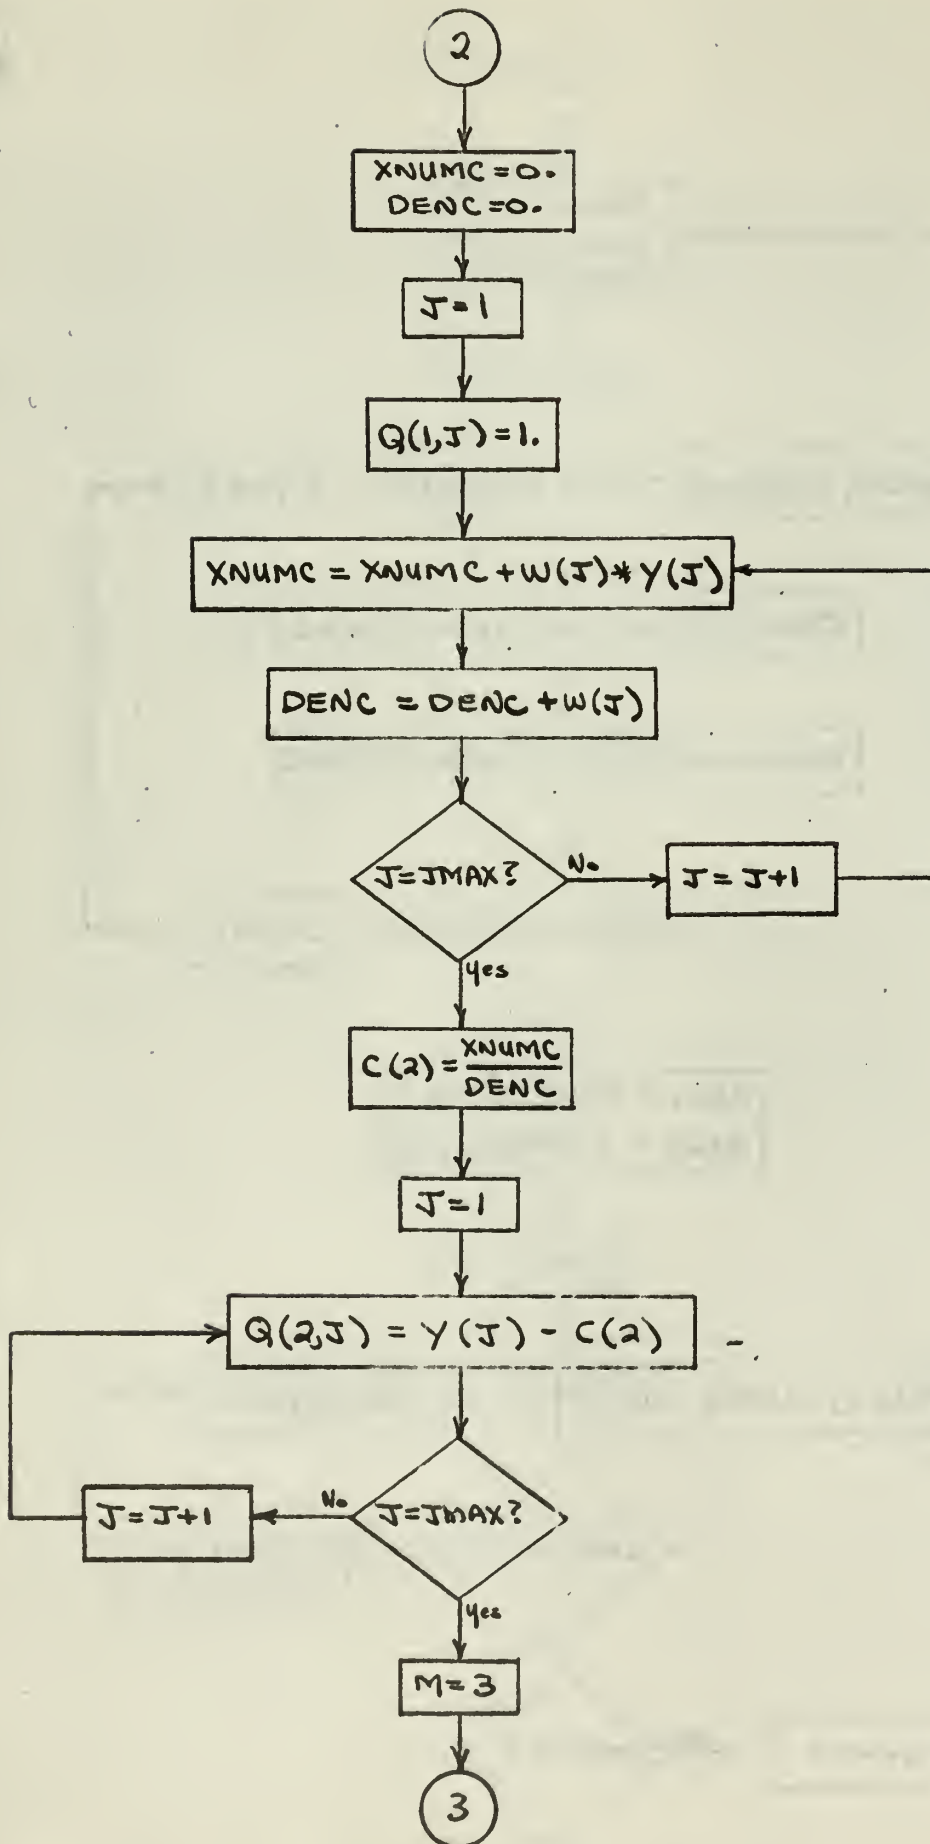 2
XNUMC = 0.
DENC = 0.
J = 1
Q(1,J) = 1.
XNUMC = XNUMC + W(J) * Y(J)
DENC = DENC + W(J)
J = JMAX?
No
J = J+1
Yes
C(2) = XNUMC
DENC
J = 1
Q(2,J) = Y(J) - C(2)
J = JMAX?
No
J = J+1
Yes
M = 3
3